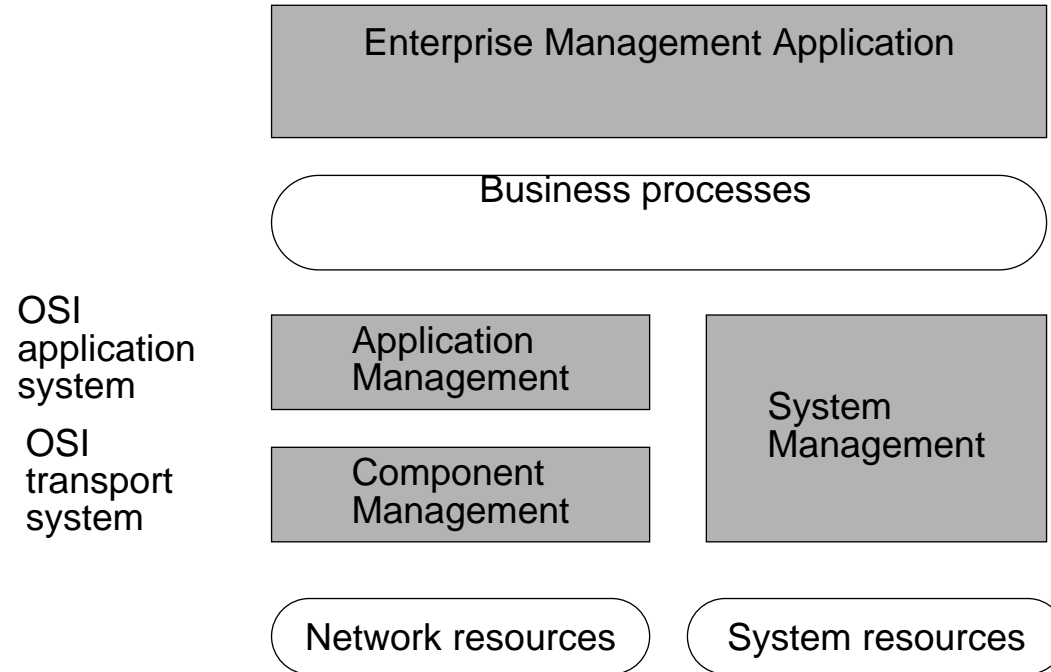 Enterprise Management Application
Business processes
OSI
application
system
Application
Management
System
Management
OSI
transport
system
Component
Management
Network resources
System resources